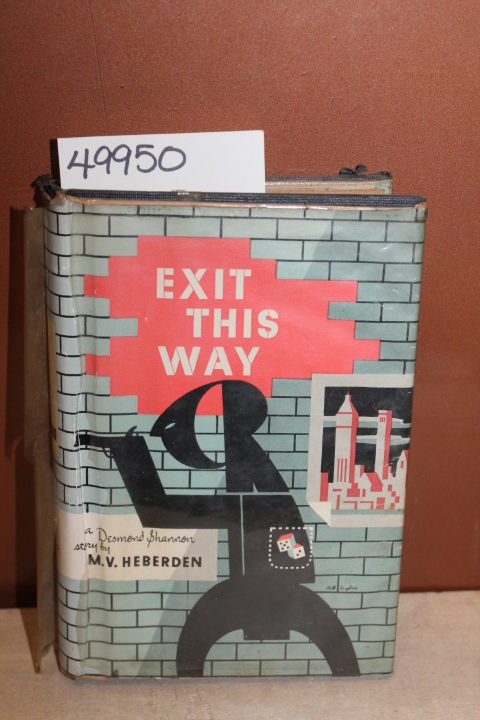 49950
EXIT
THIS
WAY
a Desmond Shannon
story by
M.V. HEBERDEN